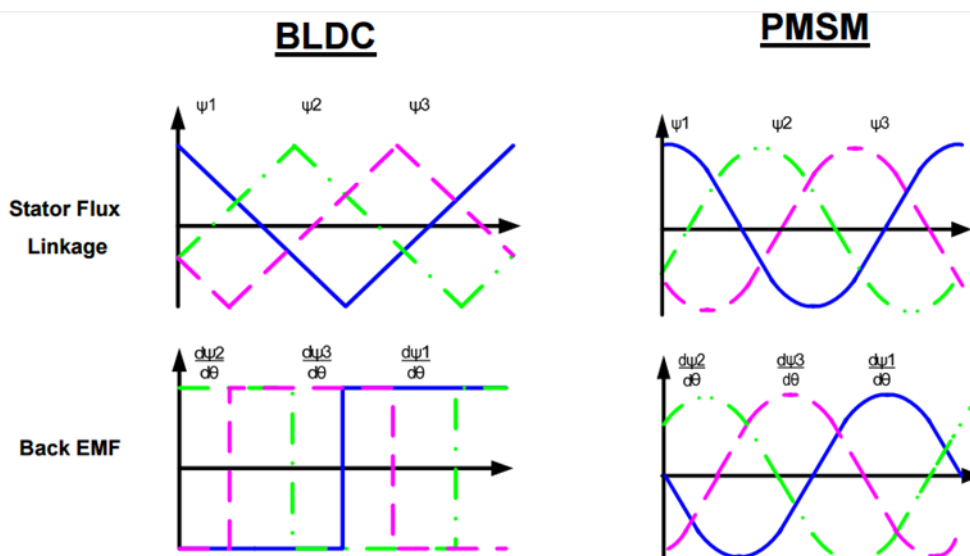 BLDC
PMSM
Stator Flux
Linkage
ψ1 ψ2 ψ3
ψ1 ψ2 ψ3
Back EMF
dψ2 dψ3 dψ1
dθ dθ dθ
dψ2 dψ3 dψ1
dθ dθ dθ